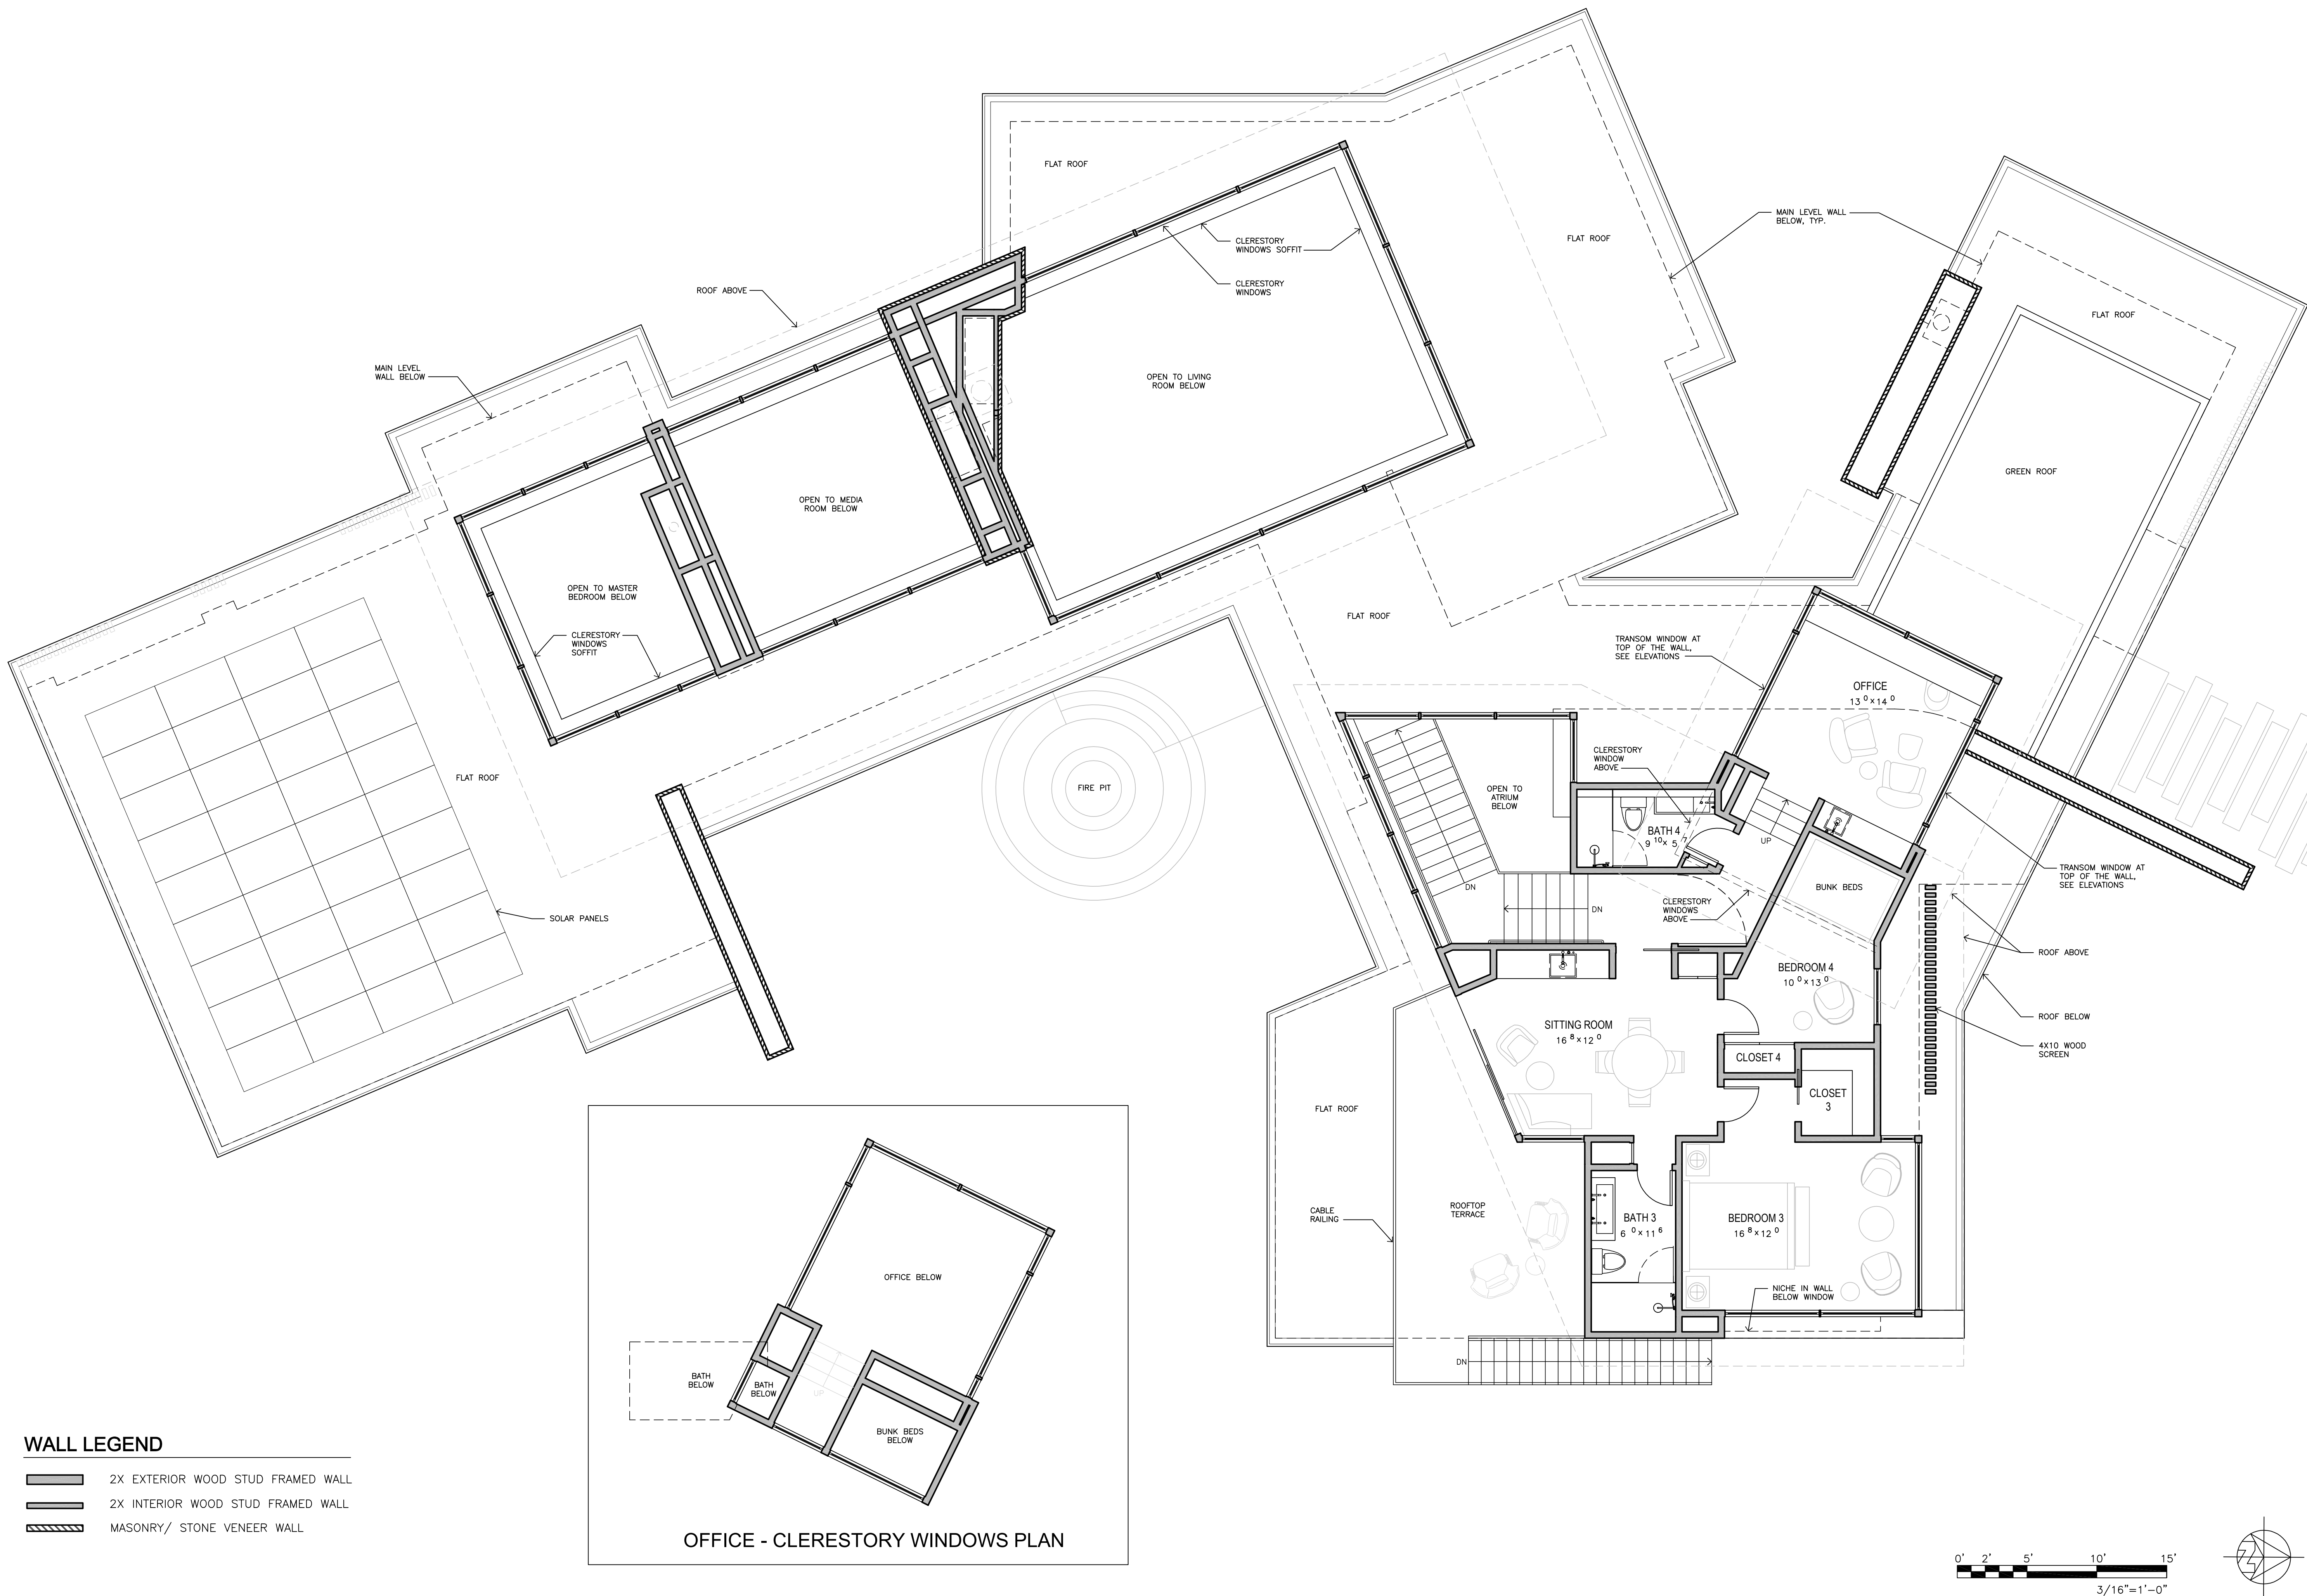 FLAT ROOF
FLAT ROOF
MAIN LEVEL WALL
BELOW, TYP.
CLERESTORY
WINDOWS SOFFIT
CLERESTORY
WINDOWS
ROOF ABOVE
FLAT ROOF
MAIN LEVEL
WALL BELOW
OPEN TO LIVING
ROOM BELOW
GREEN ROOF
OPEN TO MEDIA
ROOM BELOW
OPEN TO MASTER
BEDROOM BELOW
CLERESTORY
WINDOWS
SOFFIT
FLAT ROOF
TRANSOM WINDOW AT
TOP OF THE WALL,
SEE ELEVATIONS
OFFICE
13 0 x 14 0
CLERESTORY
WINDOW
ABOVE
FLAT ROOF
FIRE PIT
OPEN TO
ATRIUM
BELOW
BATH 4
9 10 x 5 7
UP
DN
DN
BUNK BEDS
TRANSOM WINDOW AT
TOP OF THE WALL,
SEE ELEVATIONS
CLERESTORY
WINDOWS
ABOVE
SOLAR PANELS
ROOF ABOVE
BEDROOM 4
10 0 x 13 0
ROOF BELOW
SITTING ROOM
16 8 x 12 0
4X10 WOOD
SCREEN
CLOSET 4
CLOSET
3
FLAT ROOF
CABLE
RAILING
ROOFTOP
TERRACE
BATH 3
6 0 x 11 6
BEDROOM 3
16 8 x 12 0
NICHE IN WALL
BELOW WINDOW
DN
OFFICE BELOW
BATH
BELOW
BATH
BELOW
BUNK BEDS
BELOW
OFFICE - CLERESTORY WINDOWS PLAN
WALL LEGEND
2X EXTERIOR WOOD STUD FRAMED WALL
2X INTERIOR WOOD STUD FRAMED WALL
MASONRY/ STONE VENEER WALL
0' 2' 5' 10' 15'
3/16"=1'-0"
N